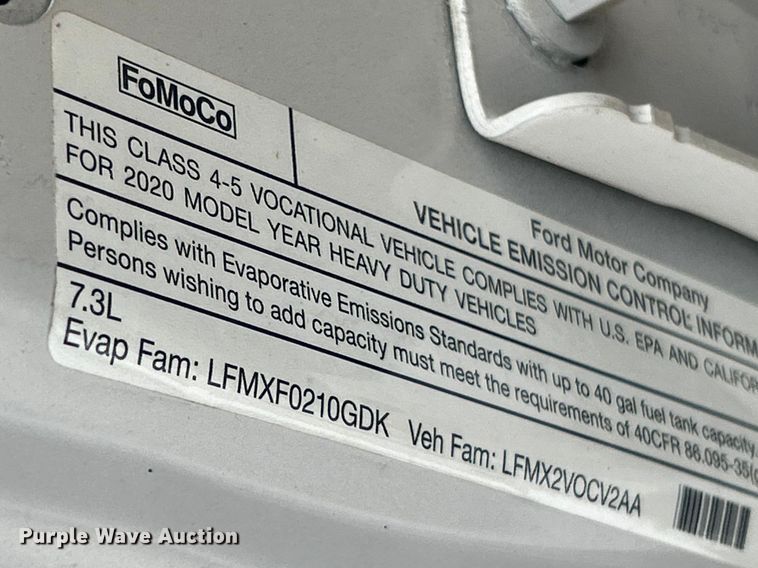 FoMoCo
Ford Motor Company
VEHICLE EMISSION CONTROL INFORM
THIS CLASS 4-5 VOCATIONAL VEHICLE COMPLIES WITH U.S. EPA AND CALIFOR
FOR 2020 MODEL YEAR HEAVY DUTY VEHICLES
Complies with Evaporative Emissions Standards with up to 40 gal fuel tank capacity.
Persons wishing to add capacity must meet the requirements of 40CFR 86.095-35(
7.3L
Evap Fam: LFMXF0210GDK Veh Fam: LFMX2VOCV2AA
Purple Wave Auction